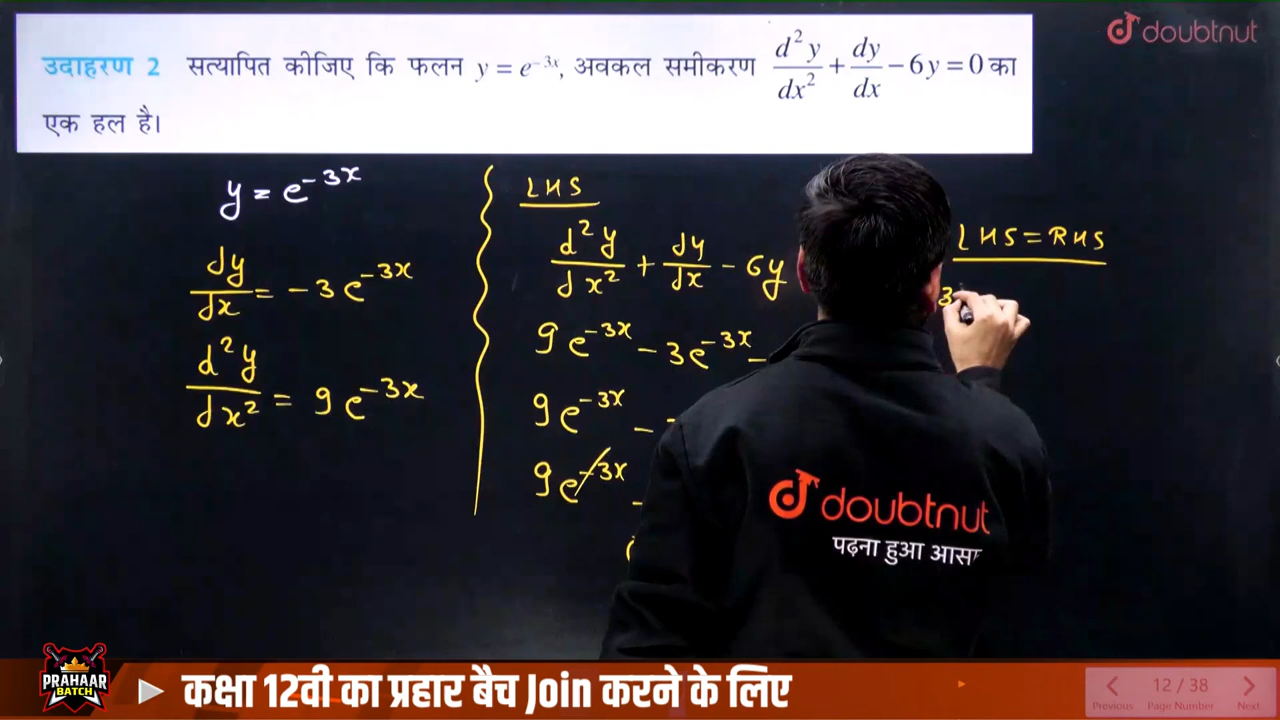 उदाहरण 2 सत्यापित कीजिए कि फलन y = e⁻³ˣ, अवकल समीकरण d²y/dx² + dy/dx − 6y = 0 का
एक हल है।
doubtnut
y = e⁻³ˣ
dy/dx = −3e⁻³ˣ
d²y/dx² = 9e⁻³ˣ
LHS
d²y/dx² + dy/dx − 6y
9e⁻³ˣ − 3e⁻³ˣ −
9e⁻³ˣ −
9e⁻³ˣ −
LHS = RHS
doubtnut
पढ़ना हुआ
PRAHAAR
BATCH
कक्षा 12वी का प्रहार बैच Join करने के लिए
12 / 38
Previous Page Number Next